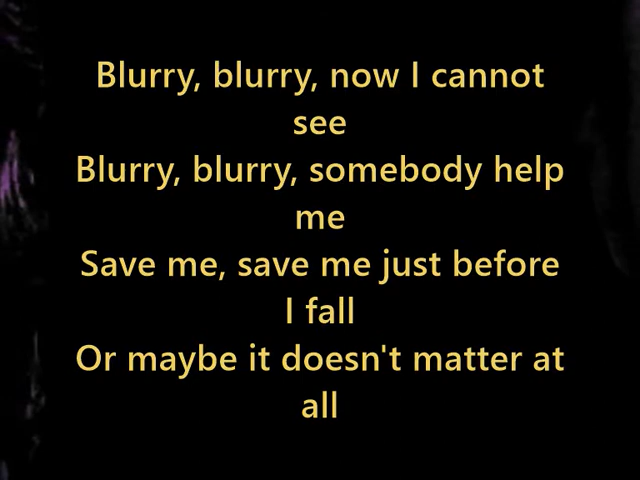 Blurry, blurry, now I cannot
see
Blurry, blurry, somebody help
me
Save me, save me just before
I fall
Or maybe it doesn't matter at
all